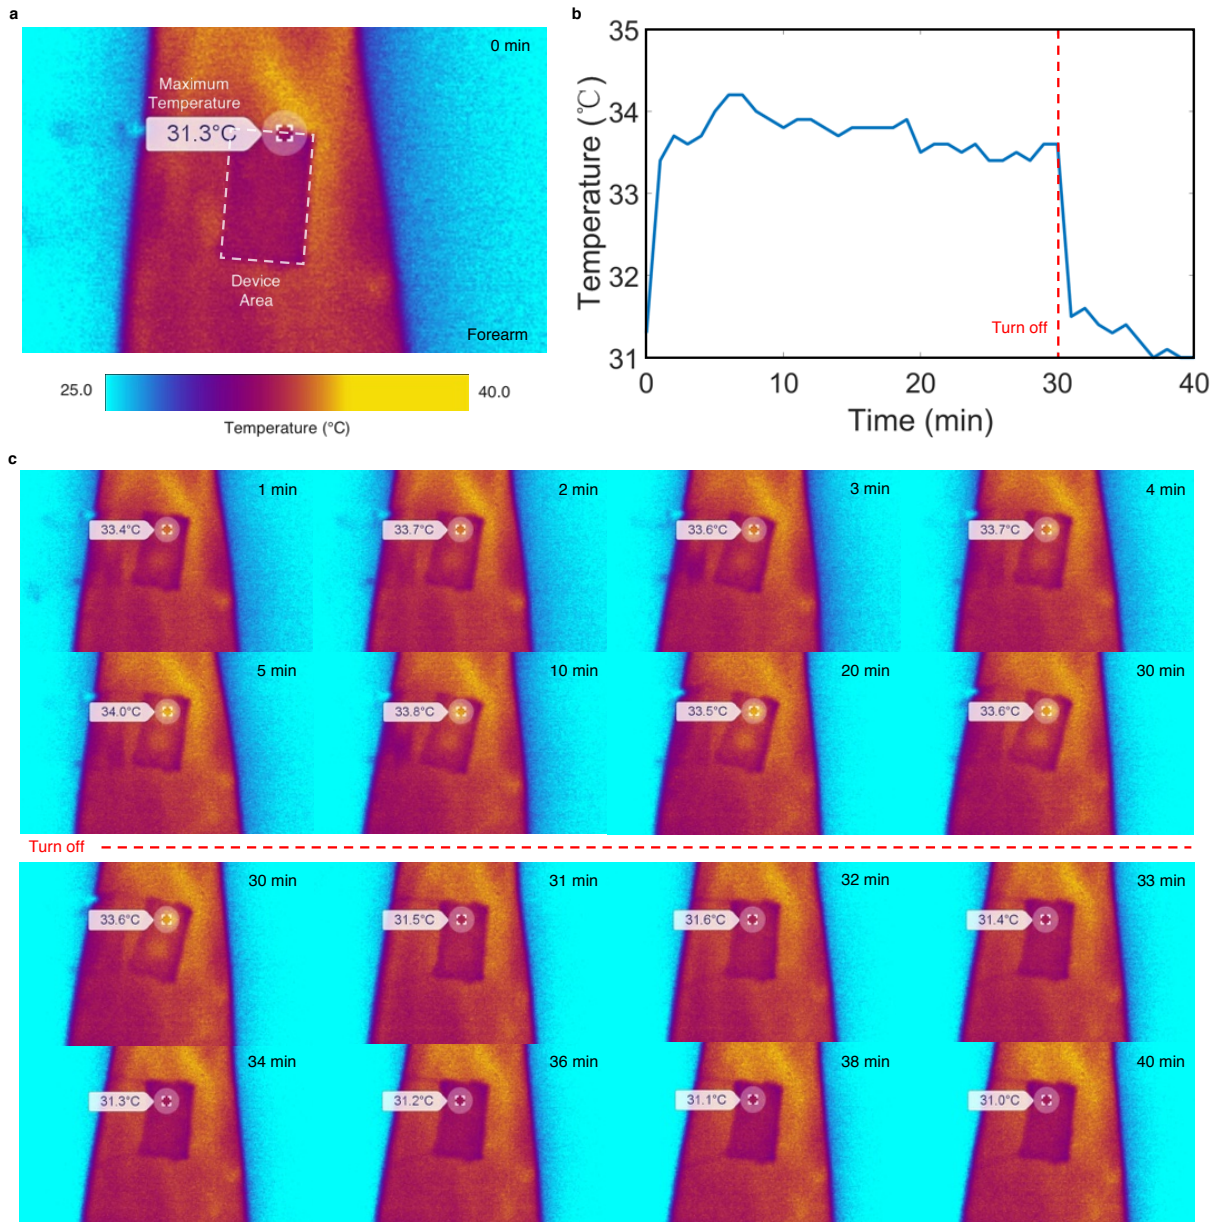 a
0 min
Maximum
Temperature
31.3°C
Device
Area
Forearm
25.0
40.0
Temperature (°C)
b
Temperature (℃)
35
34
33
32
31
Turn off
0
10
20
30
40
Time (min)
c
1 min
33.4°C
2 min
33.7°C
3 min
33.6°C
4 min
33.7°C
5 min
34.0°C
10 min
33.8°C
20 min
33.5°C
30 min
33.6°C
Turn off
30 min
33.6°C
31 min
31.5°C
32 min
31.6°C
33 min
31.4°C
34 min
31.3°C
36 min
31.2°C
38 min
31.1°C
40 min
31.0°C